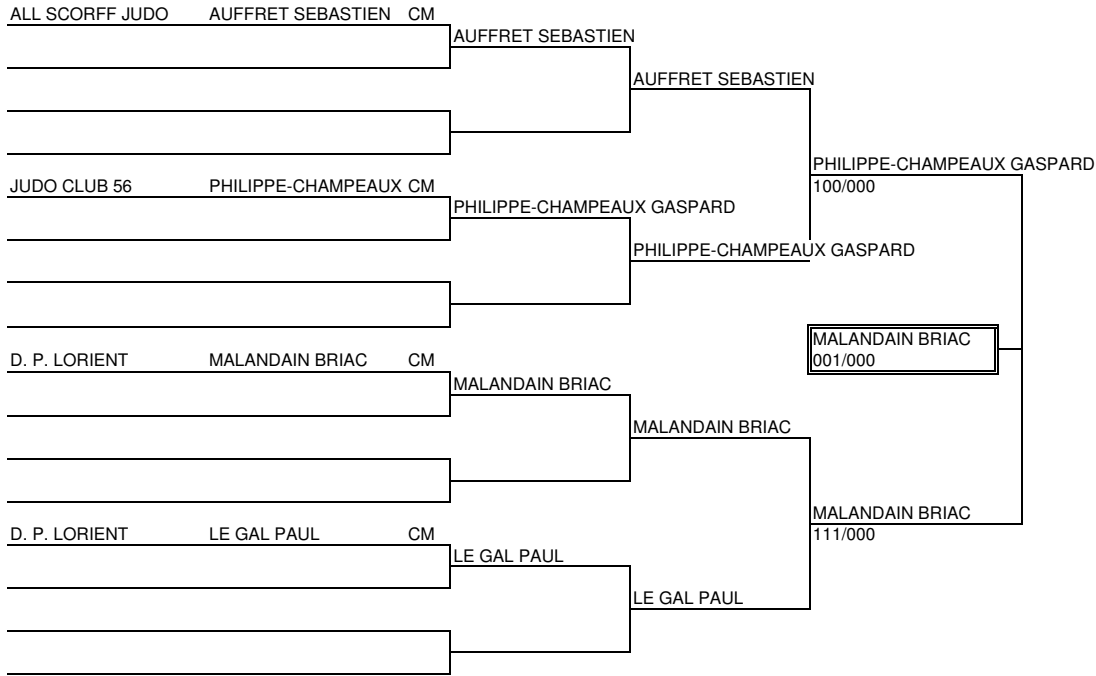 ALL SCORFF JUDO AUFFRET SEBASTIEN CM
AUFFRET SEBASTIEN
AUFFRET SEBASTIEN
PHILIPPE-CHAMPEAUX GASPARD
100/000
JUDO CLUB 56 PHILIPPE-CHAMPEAUX CM
PHILIPPE-CHAMPEAUX GASPARD
PHILIPPE-CHAMPEAUX GASPARD
MALANDAIN BRIAC
001/000
D. P. LORIENT MALANDAIN BRIAC CM
MALANDAIN BRIAC
MALANDAIN BRIAC
MALANDAIN BRIAC
111/000
D. P. LORIENT LE GAL PAUL CM
LE GAL PAUL
LE GAL PAUL